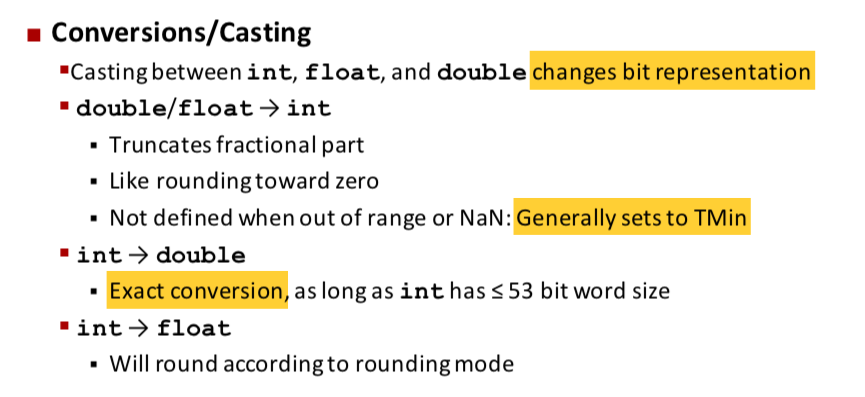 Conversions/Casting
Casting between int, float, and double changes bit representation
double/float → int
Truncates fractional part
Like rounding toward zero
Not defined when out of range or NaN: Generally sets to TMin
int → double
Exact conversion, as long as int has ≤ 53 bit word size
int → float
Will round according to rounding mode